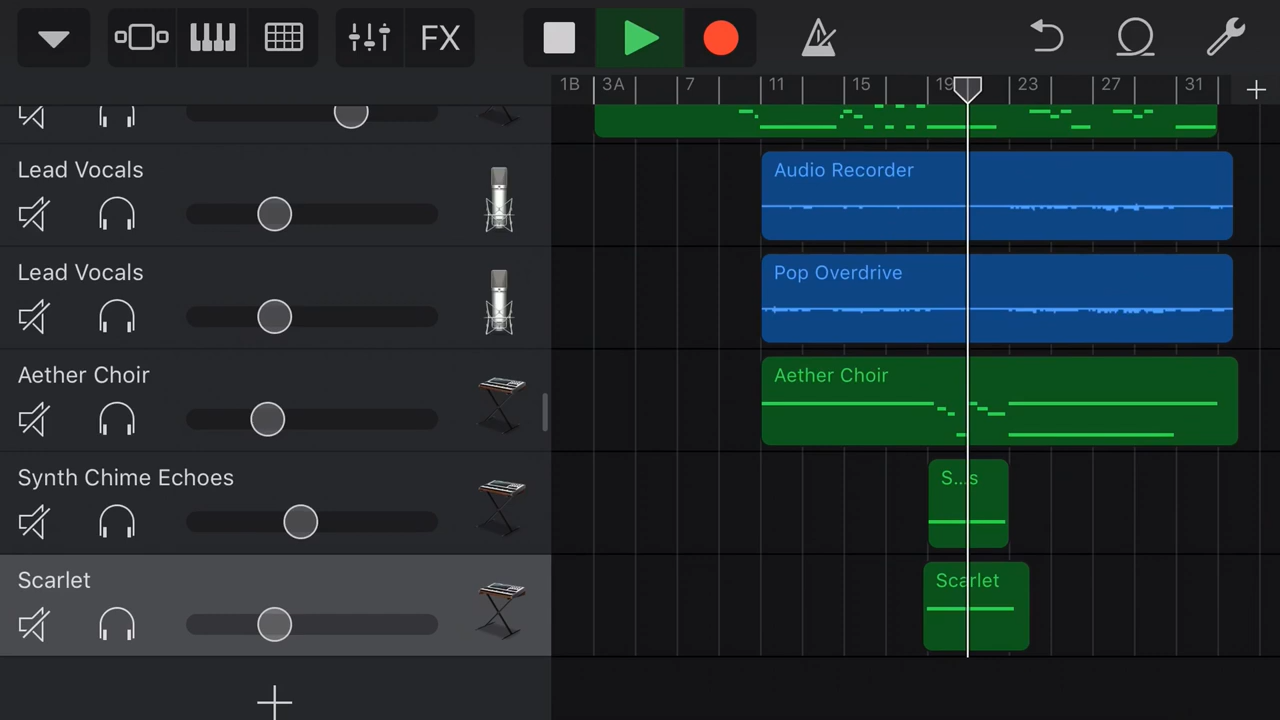 FX
1B 3A 7 11 15 19 23 27 31
Lead Vocals
Audio Recorder
Lead Vocals
Pop Overdrive
Aether Choir
Aether Choir
Synth Chime Echoes
S...s
Scarlet
Scarlet